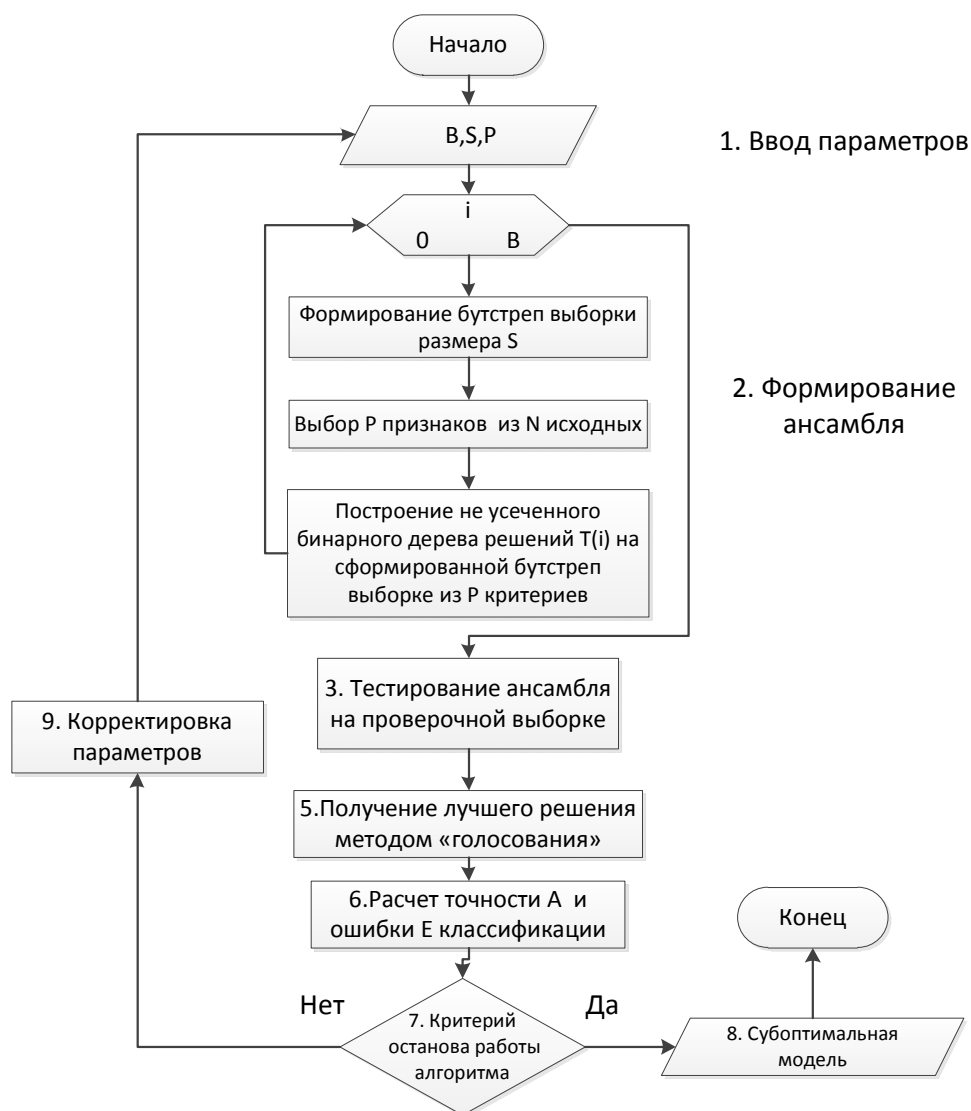 Начало
B,S,P
1. Ввод параметров
i
0 B
Формирование бутстреп выборки
размера S
2. Формирование
ансамбля
Выбор P признаков из N исходных
Построение не усеченного
бинарного дерева решений T(i) на
сформированной бутстреп
выборке из P критериев
3. Тестирование ансамбля
на проверочной выборке
9. Корректировка
параметров
5.Получение лучшего решения
методом «голосования»
6.Расчет точности A и
ошибки E классификации
Конец
Нет
Да
7. Критерий
останова работы
алгоритма
8. Субоптимальная
модель